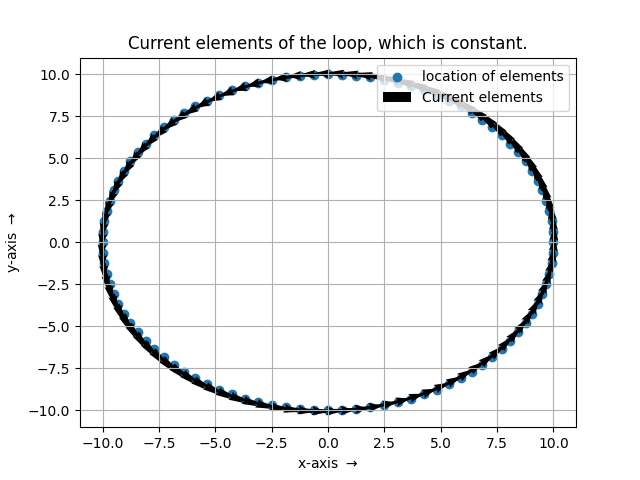 Current elements of the loop, which is constant.
location of elements
Current elements
10.0
7.5
5.0
2.5
0.0
−2.5
−5.0
−7.5
−10.0
y-axis →
−10.0 −7.5 −5.0 −2.5 0.0 2.5 5.0 7.5 10.0
x-axis →